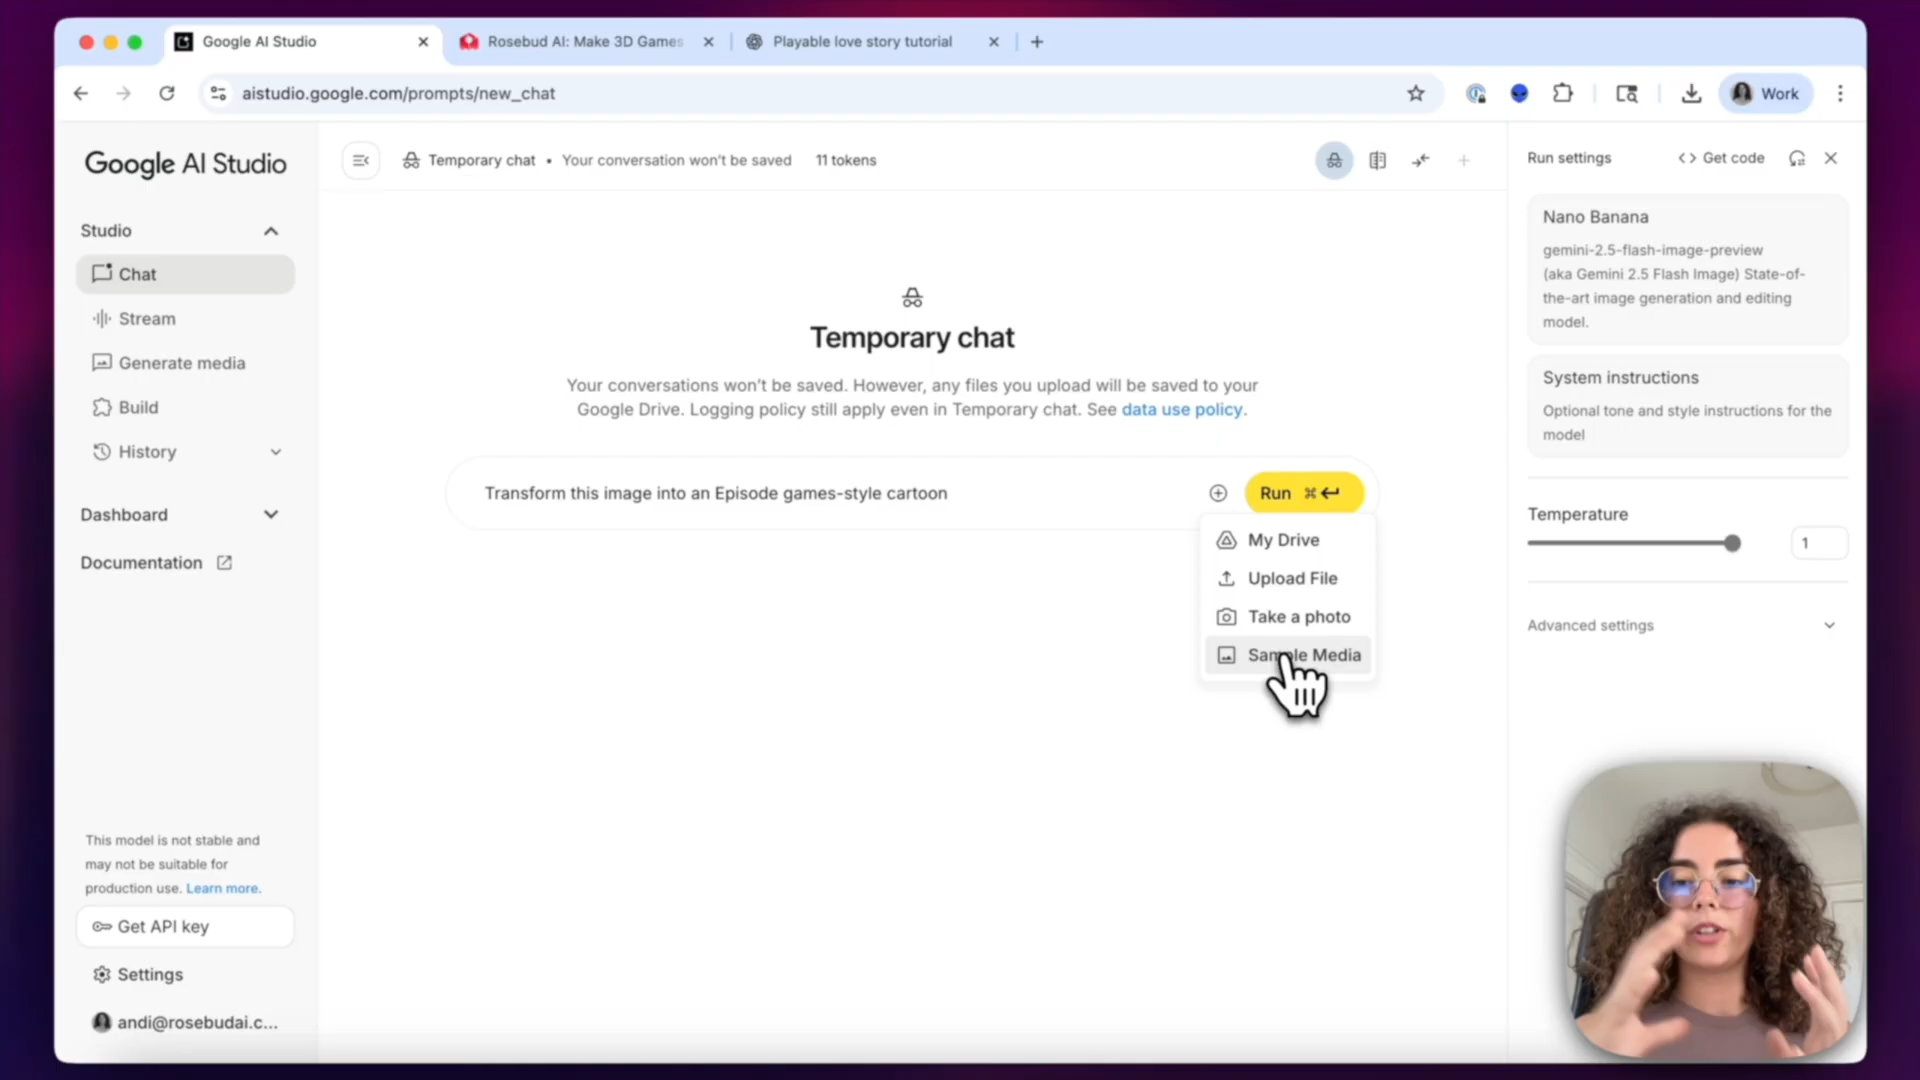 Google AI Studio
Rosebud AI: Make 3D Games
Playable love story tutorial
aistudio.google.com/prompts/new_chat
Work
Google AI Studio
Studio
Chat
Stream
Generate media
Build
History
Dashboard
Documentation
This model is not stable and
may not be suitable for
production use. Learn more.
Get API key
Settings
andi@rosebudai.c...
Temporary chat • Your conversation won't be saved 11 tokens
Temporary chat
Your conversations won't be saved. However, any files you upload will be saved to your
Google Drive. Logging policy still apply even in Temporary chat. See data use policy.
Transform this image into an Episode games-style cartoon
Run ⌘ ↵
My Drive
Upload File
Take a photo
Sample Media
Run settings
<> Get code
Nano Banana
gemini-2.5-flash-image-preview
(aka Gemini 2.5 Flash Image) State-of-
the-art image generation and editing
model.
System instructions
Optional tone and style instructions for the
model
Temperature
1
Advanced settings